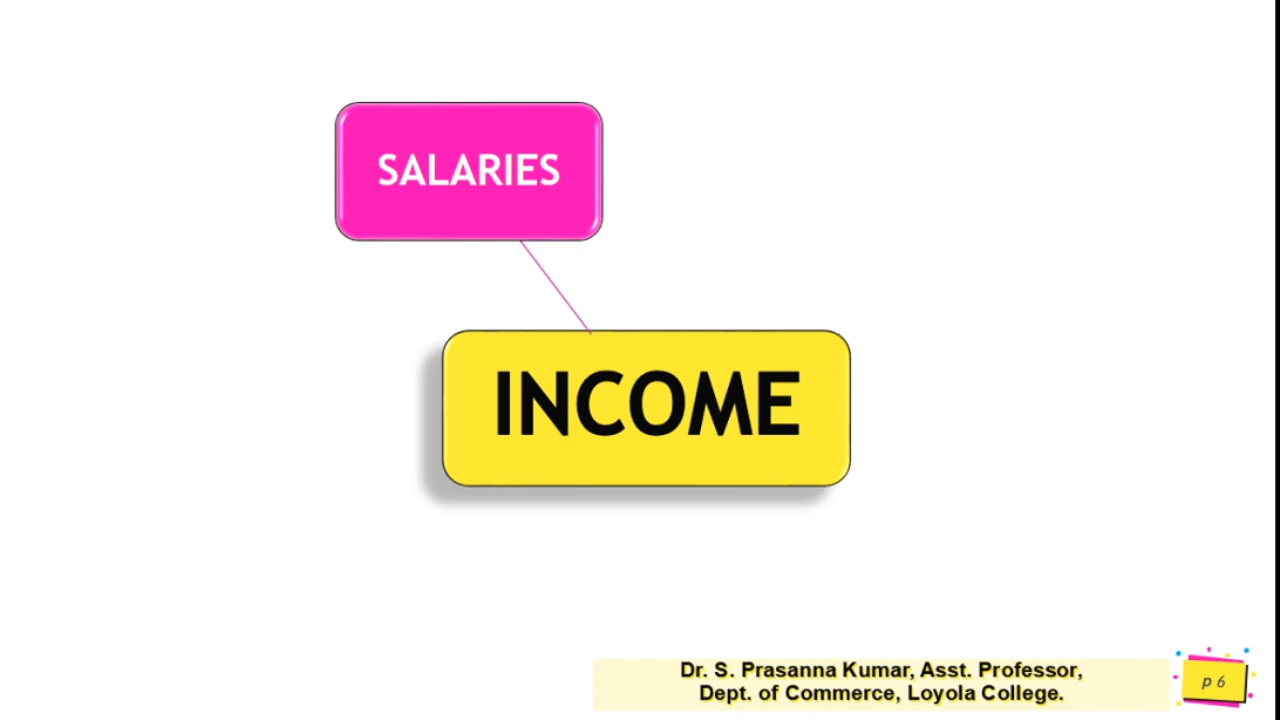 SALARIES
INCOME
Dr. S. Prasanna Kumar, Asst. Professor,
Dept. of Commerce, Loyola College.
p 6